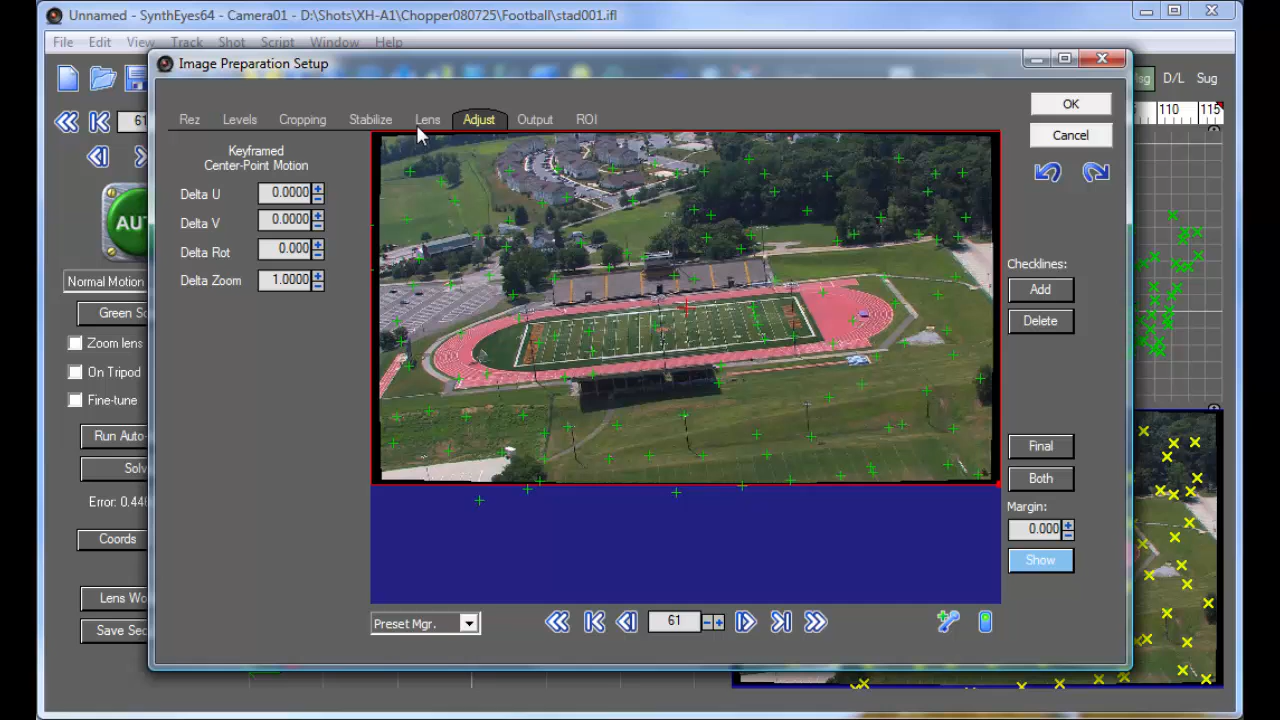 Unnamed - SynthEyes64 - Camera01 - D:\Shots\XH-A1\Chopper080725\Football\stad001.ifl
File Edit View Track Shot Script Window Help
Image Preparation Setup
D/L Sug
61
110 115
Rez Levels Cropping Stabilize Lens Adjust Output ROI
OK
Cancel
Keyframed
Center-Point Motion
Delta U 0.0000
Delta V 0.0000
Delta Rot 0.000
Delta Zoom 1.0000
Normal Motion
Zoom lens
On Tripod
Fine-tune
Run Auto-
Coords
Checklines:
Add
Delete
Final
Both
Margin:
0.000
Show
Preset Mgr.
61